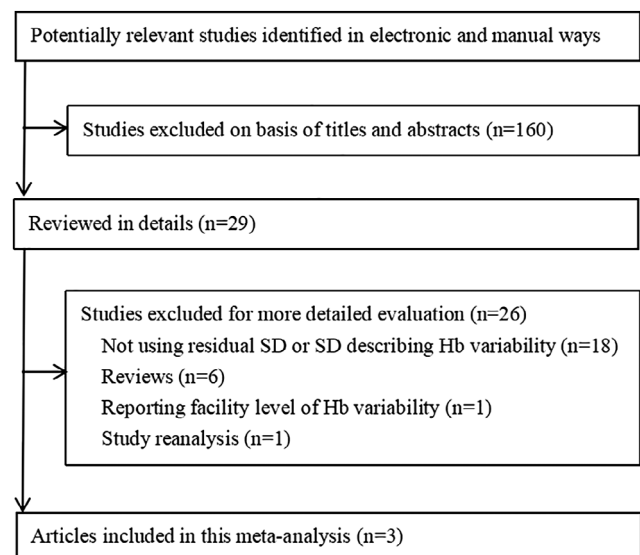 Potentially relevant studies identified in electronic and manual ways
Studies excluded on basis of titles and abstracts (n=160)
Reviewed in details (n=29)
Studies excluded for more detailed evaluation (n=26)
Not using residual SD or SD describing Hb variability (n=18)
Reviews (n=6)
Reporting facility level of Hb variability (n=1)
Study reanalysis (n=1)
Articles included in this meta-analysis (n=3)